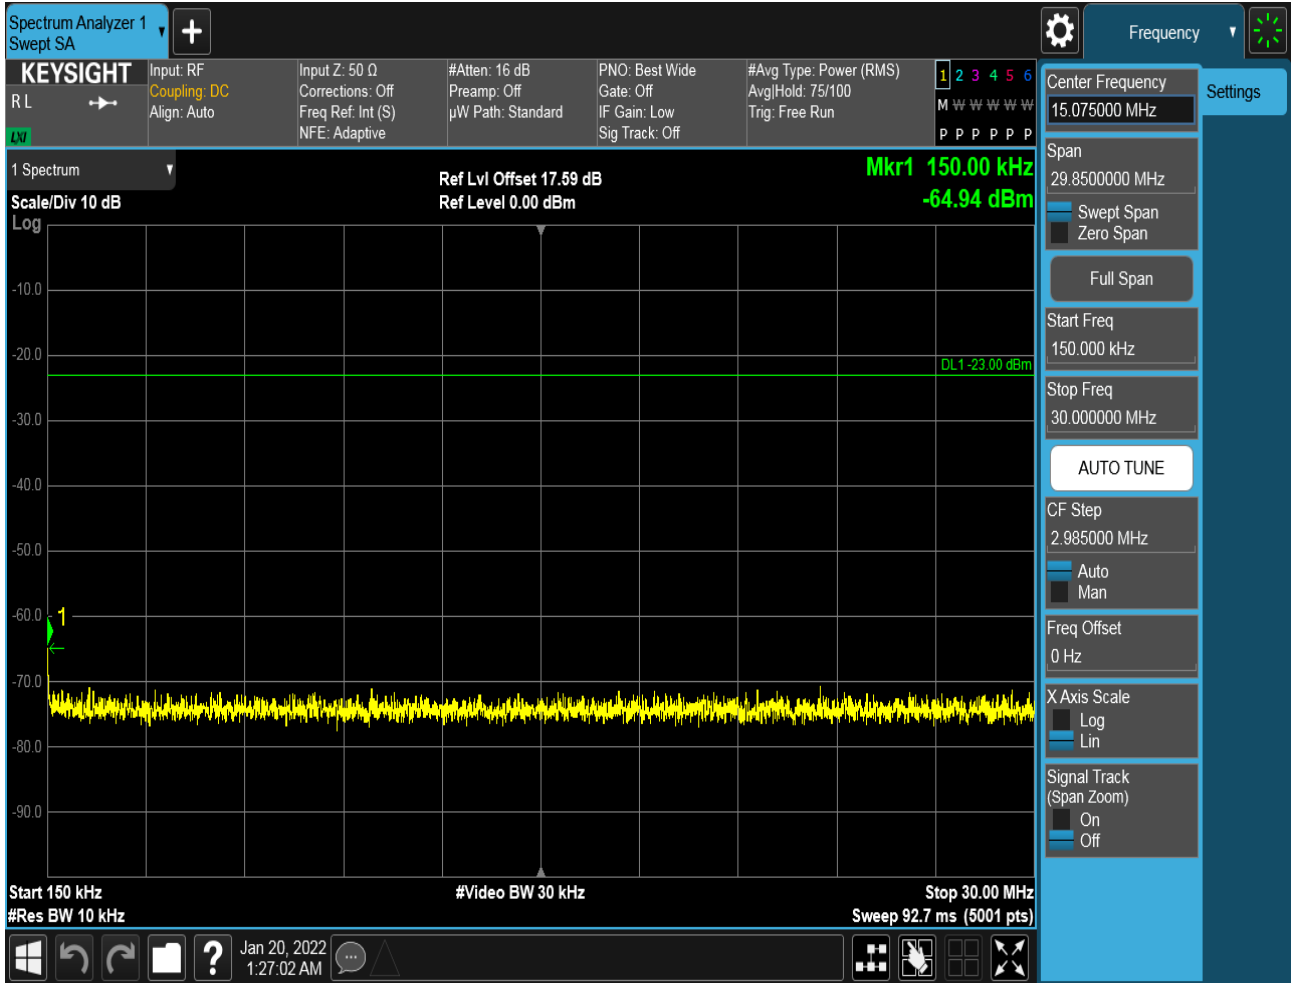 Spectrum Analyzer 1
Swept SA
Frequency
KEYSIGHT
R L
LXI
Input: RF
Coupling: DC
Align: Auto
Input Z: 50 Ω
Corrections: Off
Freq Ref: Int (S)
NFE: Adaptive
#Atten: 16 dB
Preamp: Off
µW Path: Standard
PNO: Best Wide
Gate: Off
IF Gain: Low
Sig Track: Off
#Avg Type: Power (RMS)
Avg|Hold: 75/100
Trig: Free Run
1 2 3 4 5 6
M W W W W W
P P P P P P
1 Spectrum
Scale/Div 10 dB
Log
Ref Lvl Offset 17.59 dB
Ref Level 0.00 dBm
Mkr1 150.00 kHz
-64.94 dBm
-10.0
-20.0
DL1 -23.00 dBm
-30.0
-40.0
-50.0
-60.0
1
-70.0
-80.0
-90.0
Start 150 kHz
#Video BW 30 kHz
Stop 30.00 MHz
#Res BW 10 kHz
Sweep 92.7 ms (5001 pts)
Jan 20, 2022
1:27:02 AM
Center Frequency
15.075000 MHz
Settings
Span
29.8500000 MHz
Swept Span
Zero Span
Full Span
Start Freq
150.000 kHz
Stop Freq
30.000000 MHz
AUTO TUNE
CF Step
2.985000 MHz
Auto
Man
Freq Offset
0 Hz
X Axis Scale
Log
Lin
Signal Track
(Span Zoom)
On
Off